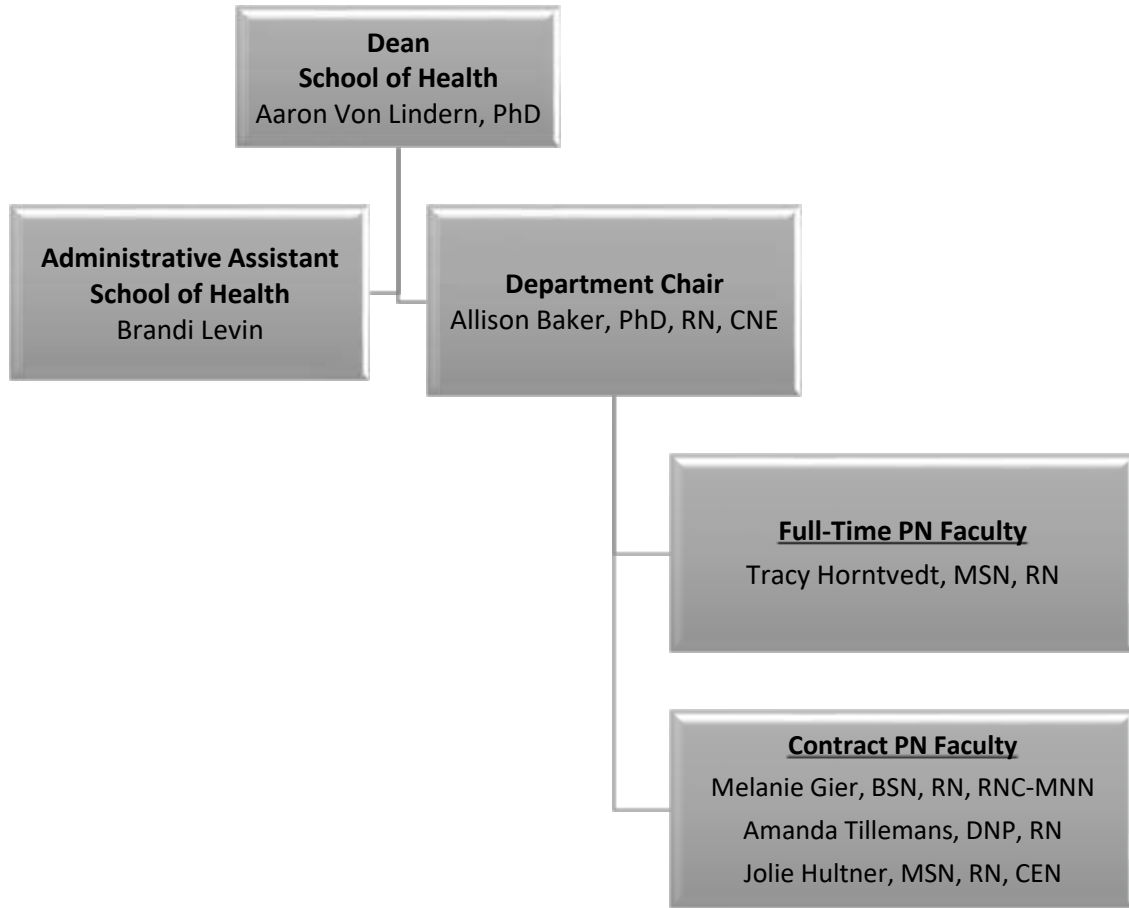 Dean
School of Health
Aaron Von Lindern, PhD
Administrative Assistant
School of Health
Brandi Levin
Department Chair
Allison Baker, PhD, RN, CNE
Full-Time PN Faculty
Tracy Horntvedt, MSN, RN
Contract PN Faculty
Melanie Gier, BSN, RN, RNC-MNN
Amanda Tillemans, DNP, RN
Jolie Hultner, MSN, RN, CEN